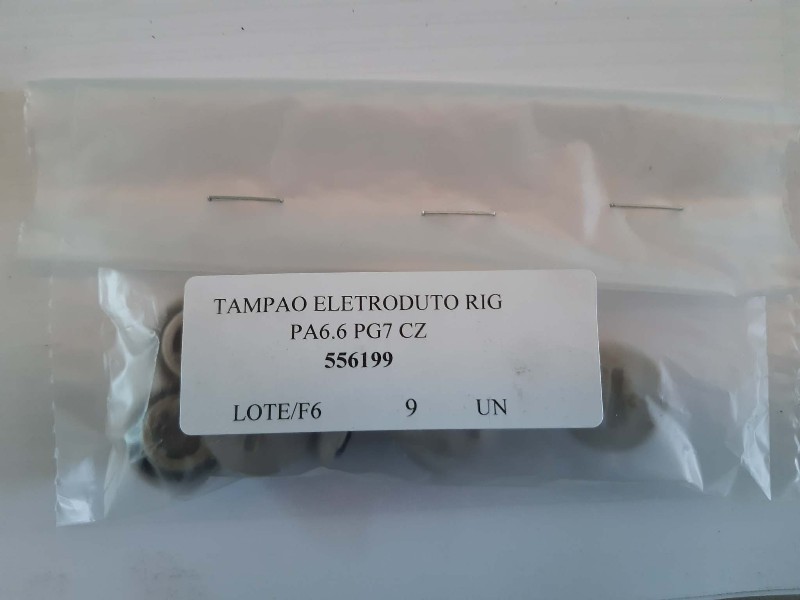 TAMPAO ELETRODUTO RIG
PA6.6 PG7 CZ
556199
LOTE/F6 9 UN